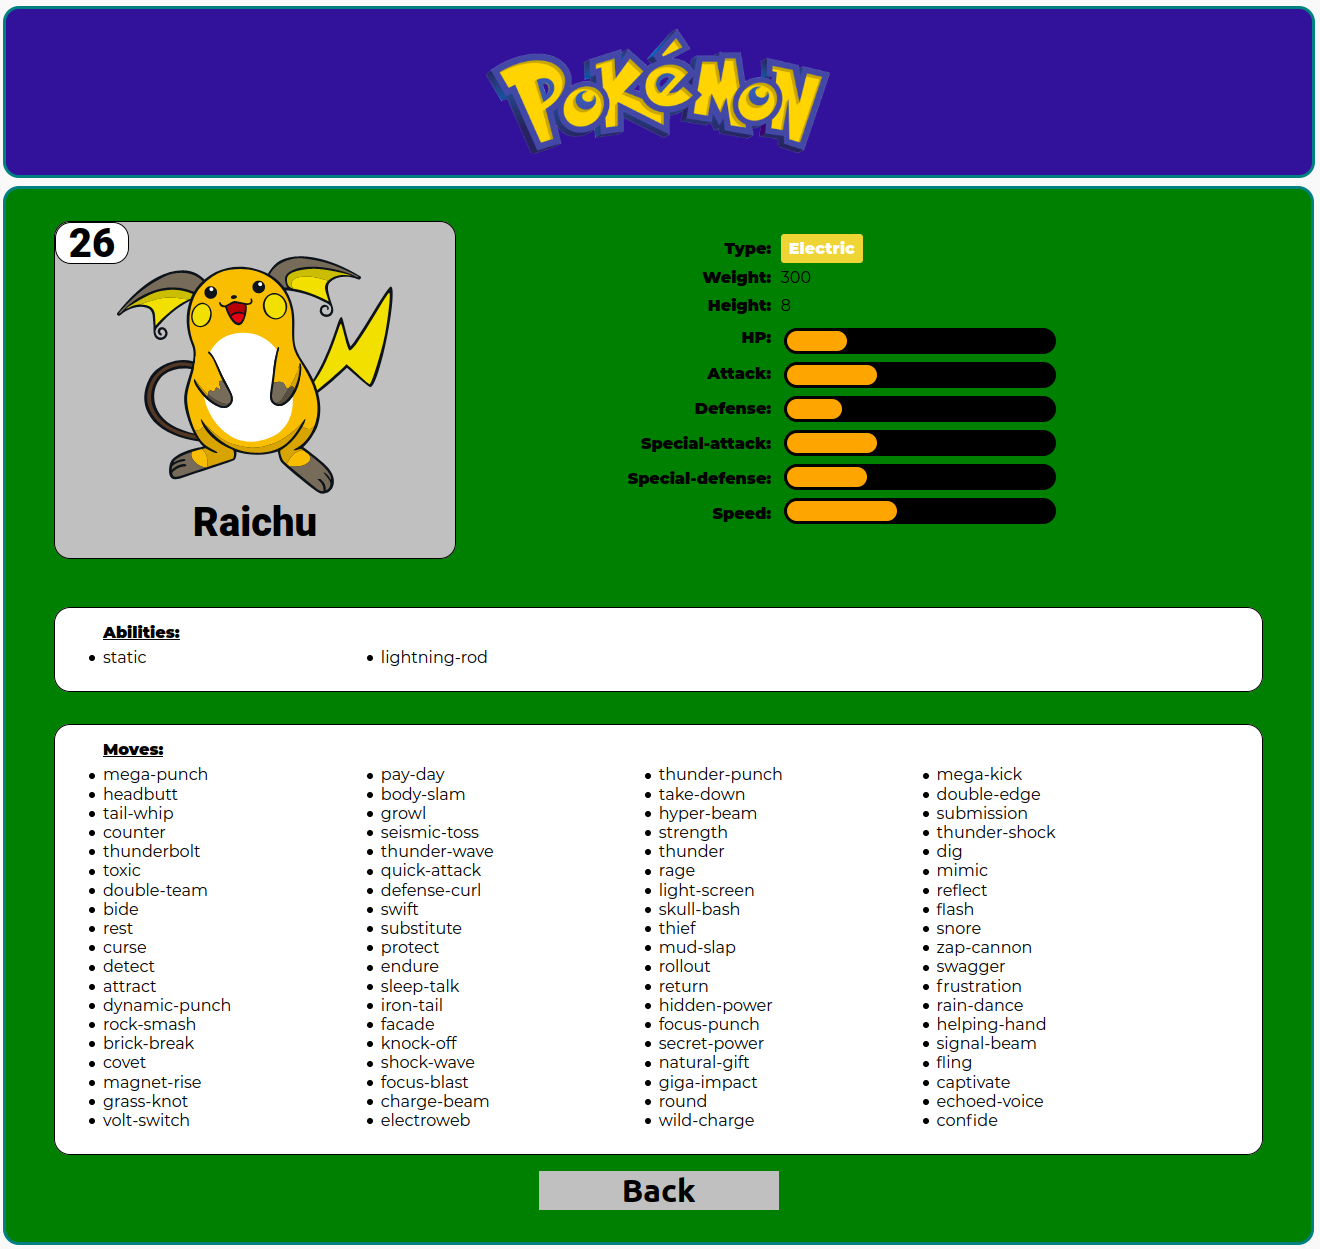 Pokémon
26
Raichu
Type: Electric
Weight: 300
Height: 8
HP:
Attack:
Defense:
Special-attack:
Special-defense:
Speed:
Abilities:
static lightning-rod
Moves:
mega-punch pay-day thunder-punch mega-kick
headbutt body-slam take-down double-edge
tail-whip growl hyper-beam submission
counter seismic-toss strength thunder-shock
thunderbolt thunder-wave thunder dig
toxic quick-attack rage mimic
double-team defense-curl light-screen reflect
bide swift skull-bash flash
rest substitute thief snore
curse protect mud-slap zap-cannon
detect endure rollout swagger
attract sleep-talk return frustration
dynamic-punch iron-tail hidden-power rain-dance
rock-smash facade focus-punch helping-hand
brick-break knock-off secret-power signal-beam
covet shock-wave natural-gift fling
magnet-rise focus-blast giga-impact captivate
grass-knot charge-beam round echoed-voice
volt-switch electroweb wild-charge confide
Back